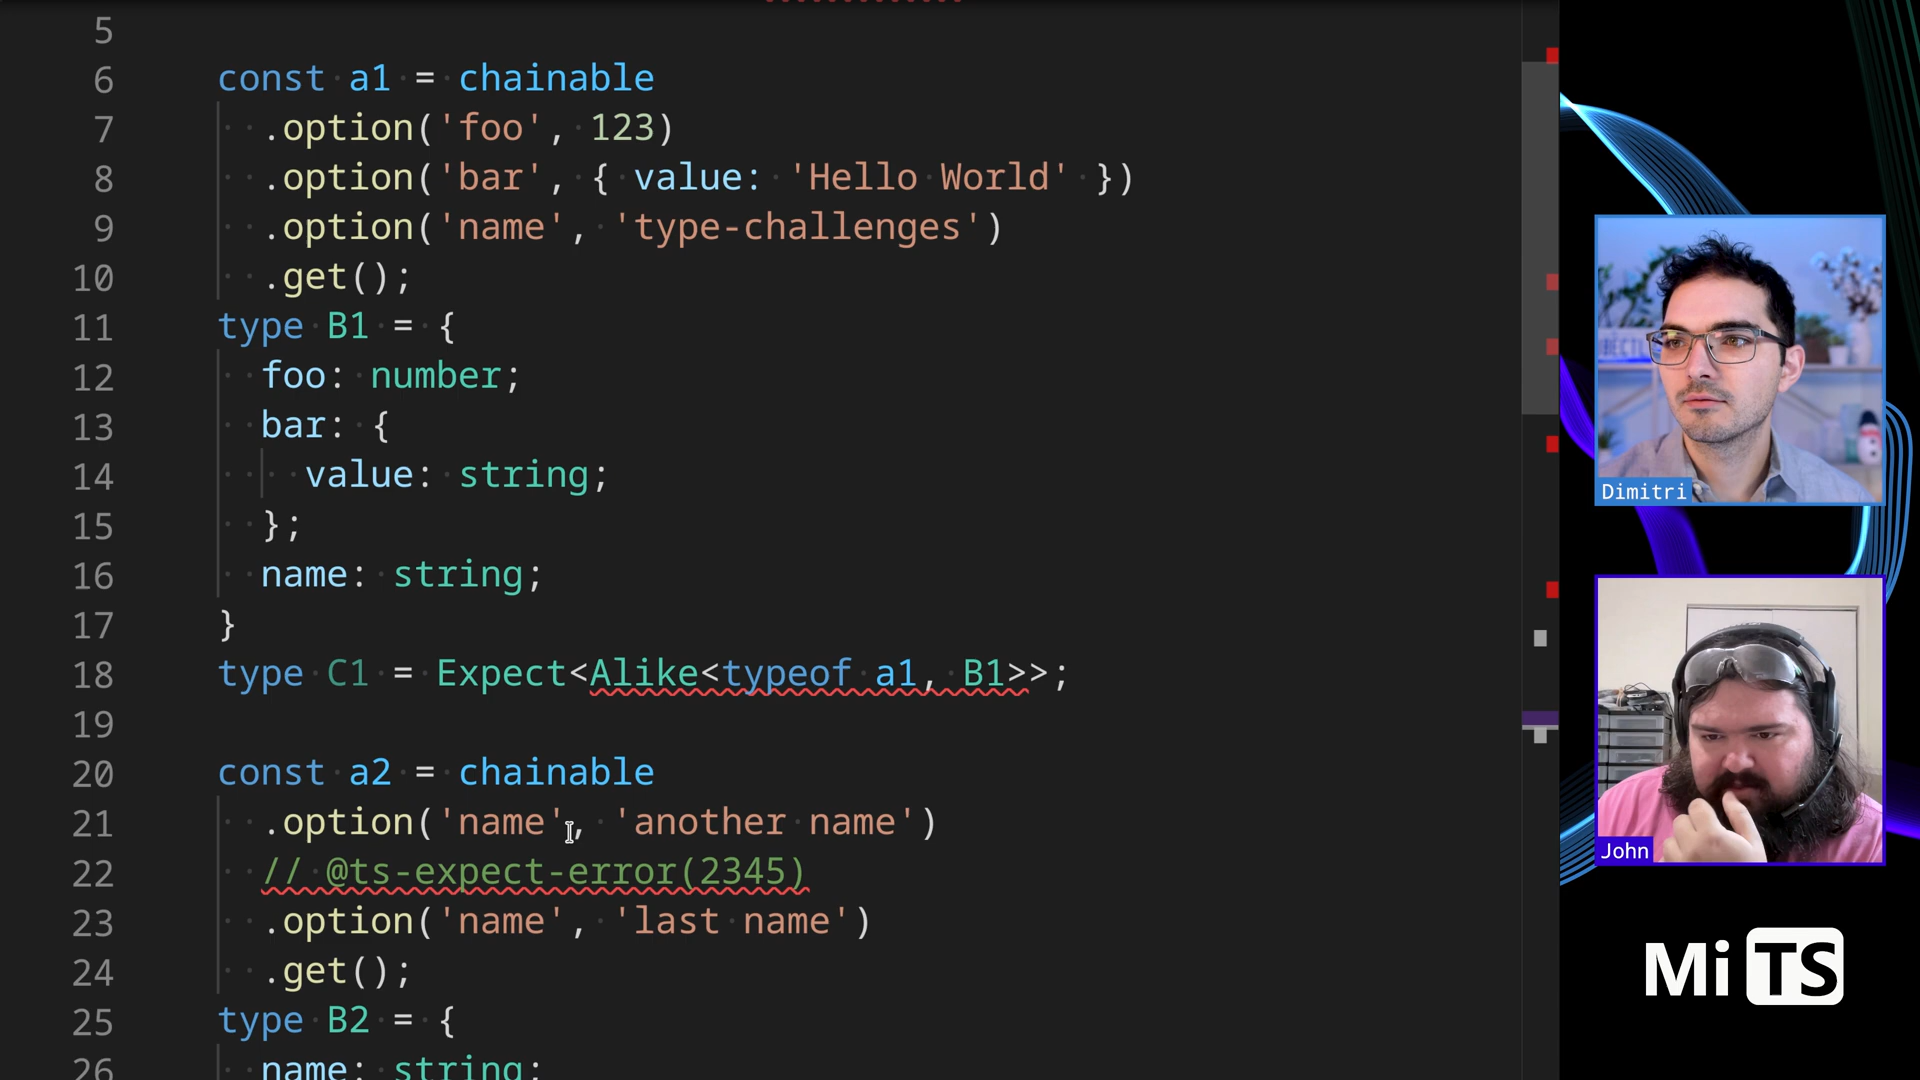 5
6 const a1 = chainable
7 .option('foo', 123)
8 .option('bar', { value: 'Hello World' })
9 .option('name', 'type-challenges')
10 .get();
11 type B1 = {
12 foo: number;
13 bar: {
14 value: string;
15 };
16 name: string;
17 }
18 type C1 = Expect<Alike<typeof a1, B1>>;
19
20 const a2 = chainable
21 .option('name', 'another name')
22 // @ts-expect-error(2345)
23 .option('name', 'last name')
24 .get();
25 type B2 = {
26 name: string;
Dimitri
John
Mi TS